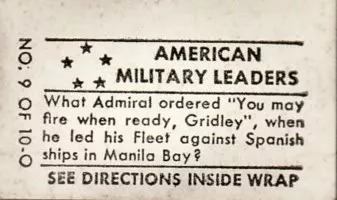 NO. 9 OF 10-O
AMERICAN
MILITARY LEADERS
What Admiral ordered "You may
fire when ready, Gridley", when
he led his Fleet against Spanish
ships in Manila Bay?
SEE DIRECTIONS INSIDE WRAP